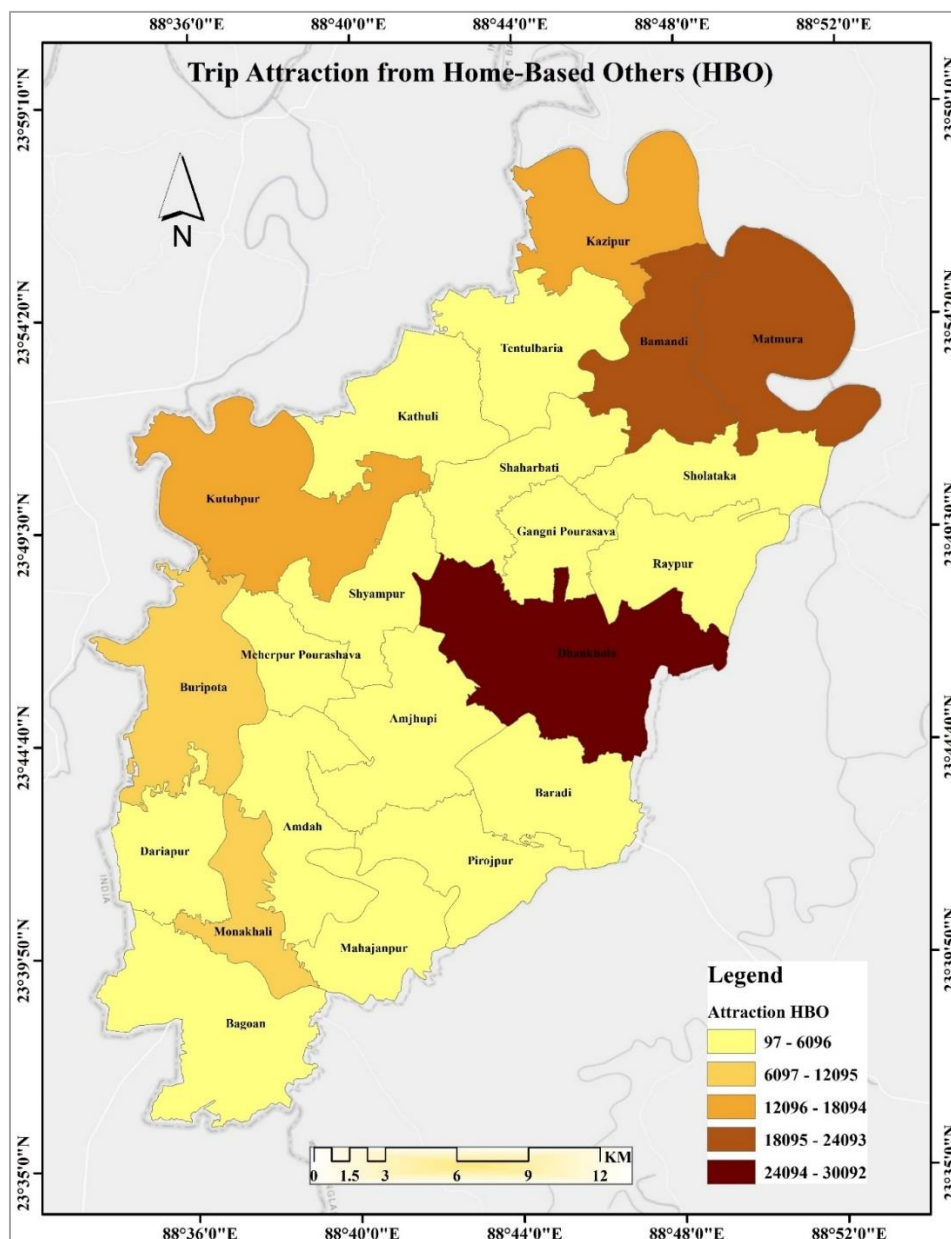 88°36'0"E 88°40'0"E 88°44'0"E 88°48'0"E 88°52'0"E
Trip Attraction from Home-Based Others (HBO)
23°59'10"N
23°59'10"N
N
Kazipur
23°54'20"N
23°54'20"N
Tentulbaria
Bamandi
Matmura
Kathuli
Shaharbati
Sholataka
Kutubpur
23°49'30"N
23°49'30"N
Gangni Pourasava
Raypur
Shyampur
Meherpur Pourashava
Dhankhola
Buripota
Amjhupi
23°44'40"N
23°44'40"N
Baradi
Amdah
Dariapur
Pirojpur
INDIA
Monakhali
Mahajanpur
23°39'50"N
23°39'50"N
Bagoan
Legend
Attraction HBO
97 - 6096
6097 - 12095
12096 - 18094
18095 - 24093
24094 - 30092
KM
0 1.5 3 6 9 12
23°35'0"N
23°35'0"N
88°36'0"E 88°40'0"E 88°44'0"E 88°48'0"E 88°52'0"E